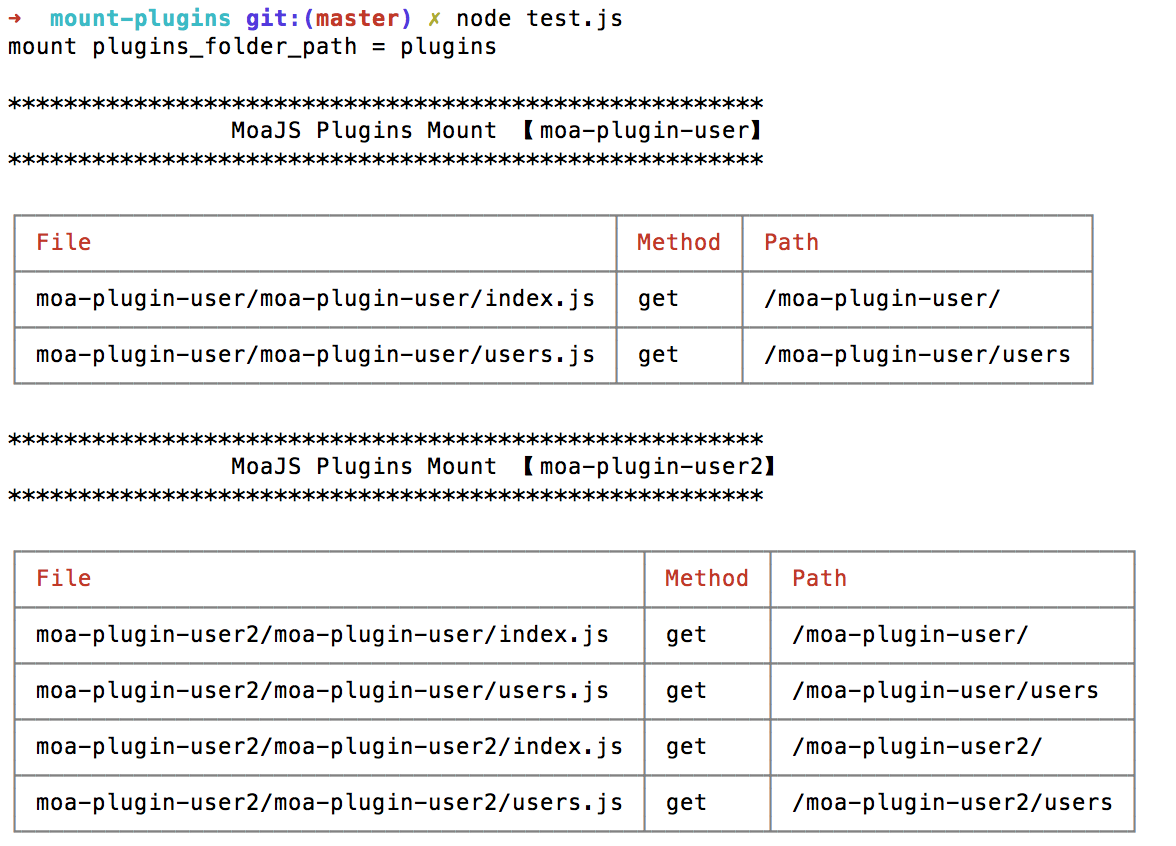 ➜  mount-plugins git:(master) ✗ node test.js
mount plugins_folder_path = plugins
******************************************************
MoaJS Plugins Mount 【moa-plugin-user】
******************************************************
File Method Path
moa-plugin-user/moa-plugin-user/index.js get /moa-plugin-user/
moa-plugin-user/moa-plugin-user/users.js get /moa-plugin-user/users
******************************************************
MoaJS Plugins Mount 【moa-plugin-user2】
******************************************************
File Method Path
moa-plugin-user2/moa-plugin-user/index.js get /moa-plugin-user/
moa-plugin-user2/moa-plugin-user/users.js get /moa-plugin-user/users
moa-plugin-user2/moa-plugin-user2/index.js get /moa-plugin-user2/
moa-plugin-user2/moa-plugin-user2/users.js get /moa-plugin-user2/users